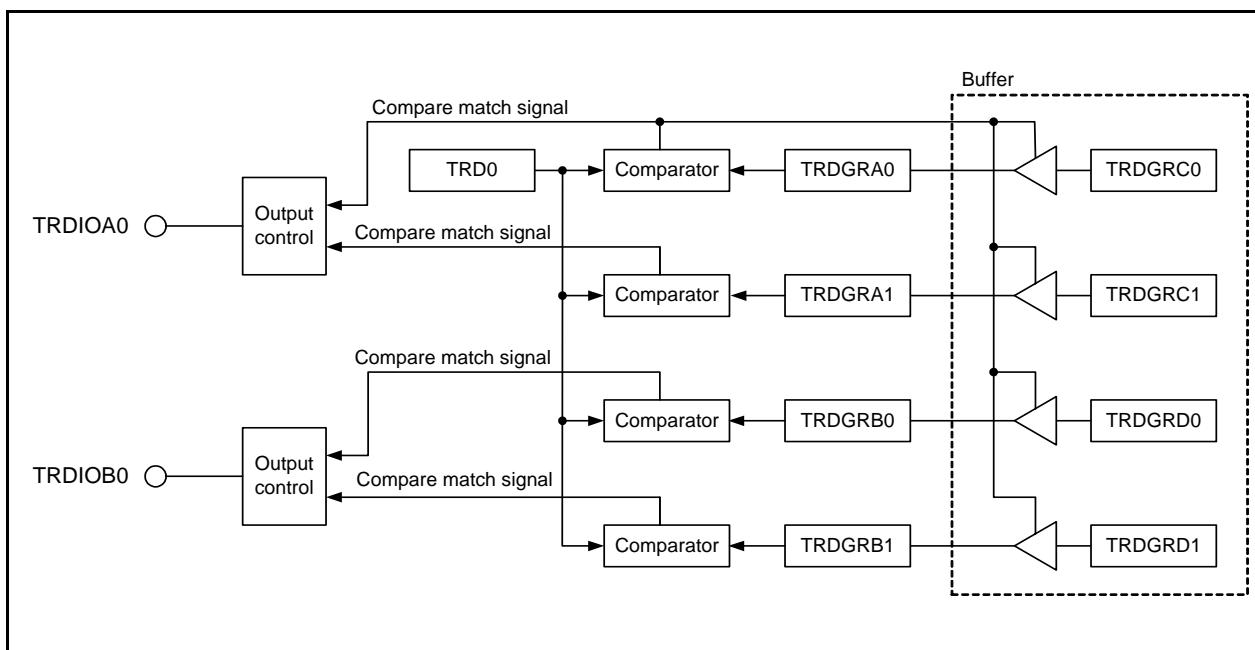 Buffer
Compare match signal
TRD0
Comparator
TRDGRA0
TRDGRC0
TRDIOA0
Output
control
Compare match signal
Comparator
TRDGRA1
TRDGRC1
Compare match signal
Comparator
TRDGRB0
TRDGRD0
TRDIOB0
Output
control
Compare match signal
Comparator
TRDGRB1
TRDGRD1